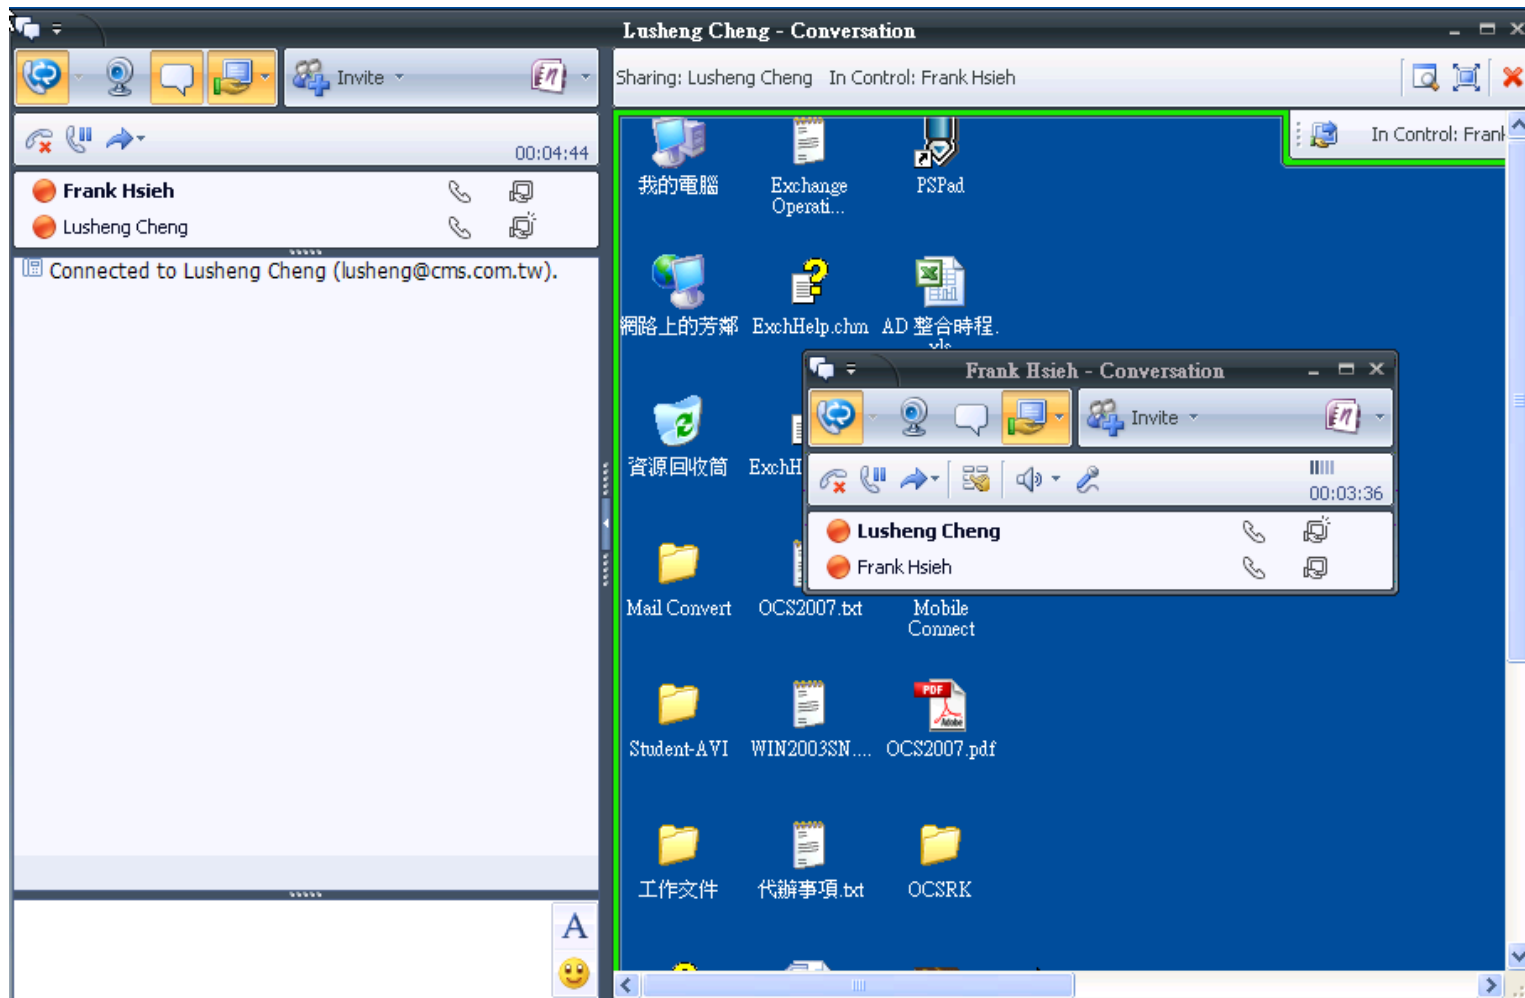 Lusheng Cheng - Conversation
Invite
Sharing: Lusheng Cheng In Control: Frank Hsieh
00:04:44
Frank Hsieh
Lusheng Cheng
Connected to Lusheng Cheng (lusheng@cms.com.tw).
A
In Control: Frank
我的電腦
Exchange
Operati...
PSPad
網路上的芳鄰
ExchHelp.chm
AD 整合時程.
xls
資源回收筒
ExchH
Frank Hsieh - Conversation
Invite
00:03:36
Lusheng Cheng
Frank Hsieh
Mail Convert
OCS2007.txt
Mobile
Connect
PDF
Adobe
Student-AVI
WIN2003SN....
OCS2007.pdf
工作文件
代辦事項.txt
OCSRK